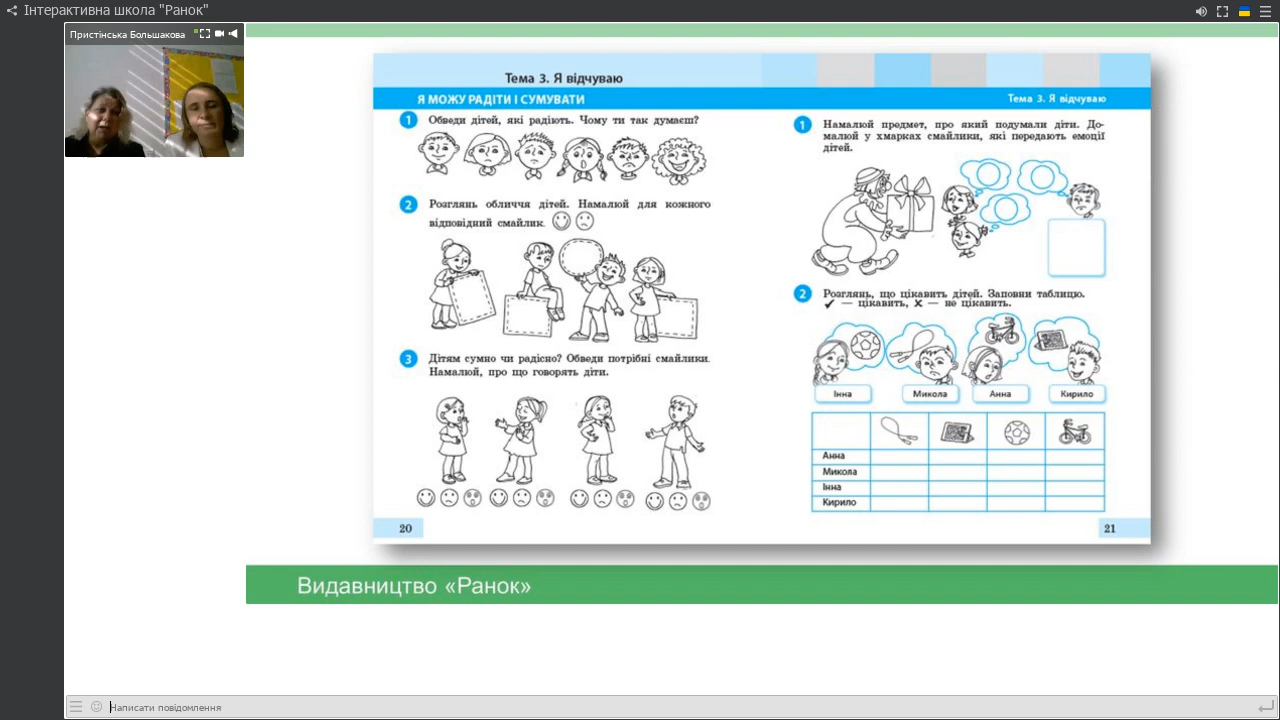 Інтерактивна школа "Ранок"
Пристінська Большакова
Тема 3. Я відчуваю
Я МОЖУ РАДІТИ І СУМУВАТИ
1 Обведи дітей, які радіють. Чому ти так думаєш?
2 Розглянь обличчя дітей. Намалюй для кожного
відповідний смайлик.
3 Дітям сумно чи радісно? Обведи потрібні смайлики.
Намалюй, про що говорять діти.
20
Тема 3. Я відчуваю
1 Намалюй предмет, про який подумали діти. До-
малюй у хмарках смайлики, які передають емоції
дітей.
2 Розглянь, що цікавить дітей. Заповни таблицю.
✓ — цікавить, ✗ — не цікавить.
Інна Микола Анна Кирило
Анна
Микола
Інна
Кирило
21
Видавництво «Ранок»
Написати повідомлення